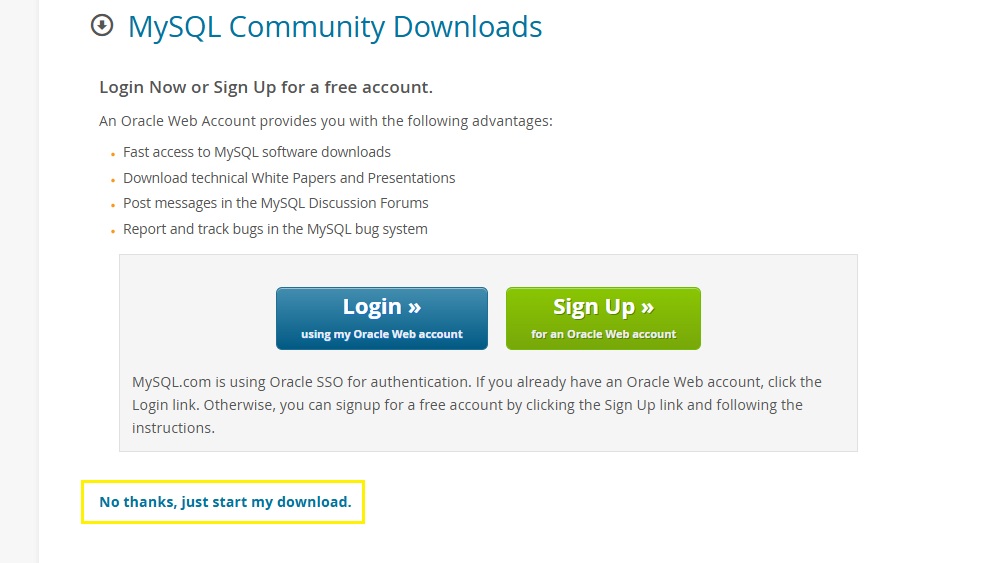 MySQL Community Downloads
Login Now or Sign Up for a free account.
An Oracle Web Account provides you with the following advantages:
Fast access to MySQL software downloads
Download technical White Papers and Presentations
Post messages in the MySQL Discussion Forums
Report and track bugs in the MySQL bug system
Login »
using my Oracle Web account
Sign Up »
for an Oracle Web account
MySQL.com is using Oracle SSO for authentication. If you already have an Oracle Web account, click the
Login link. Otherwise, you can signup for a free account by clicking the Sign Up link and following the
instructions.
No thanks, just start my download.